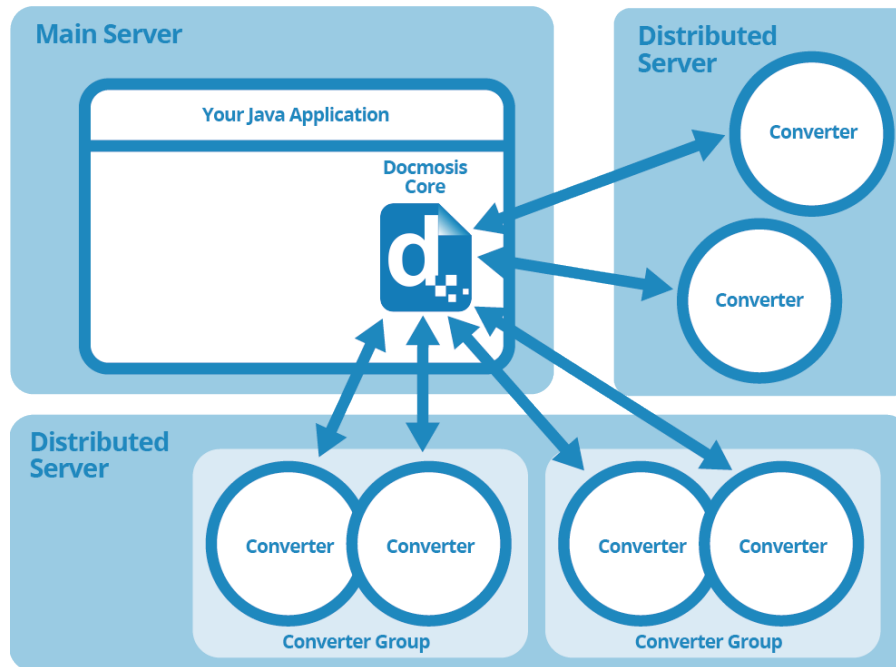 Main Server
Your Java Application
Docmosis
Core
d
Distributed
Server
Converter
Converter
Distributed
Server
Converter
Converter
Converter Group
Converter
Converter
Converter Group